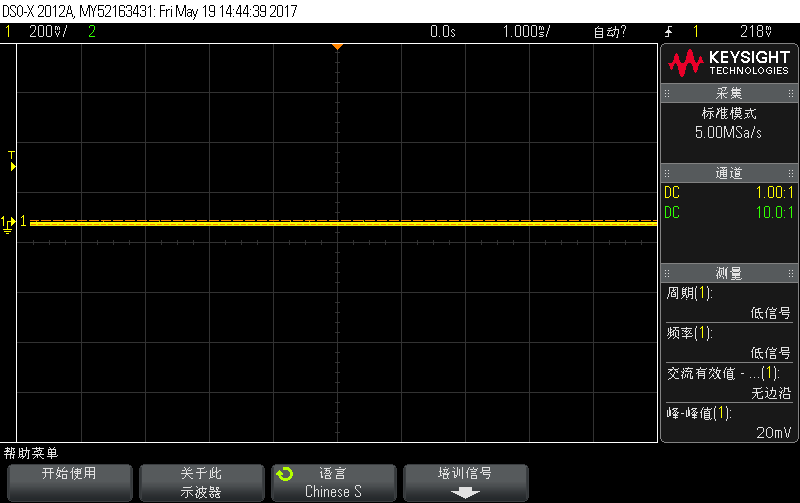 DSO-X 2012A, MY52163431: Fri May 19 14:44:39 2017
1 200▽/ 2 0.0s 1.000▽/ 自动? 1 218▽
KEYSIGHT
TECHNOLOGIES
采集
标准模式
5.00MSa/s
通道
DC 1.00:1
DC 10.0:1
测量
周期(1):
低信号
频率(1):
低信号
交流有效值 - ...(1):
无边沿
峰-峰值(1):
20mV
T
1 1
帮助菜单
开始使用
关于此
示波器
语言
Chinese S
培训信号